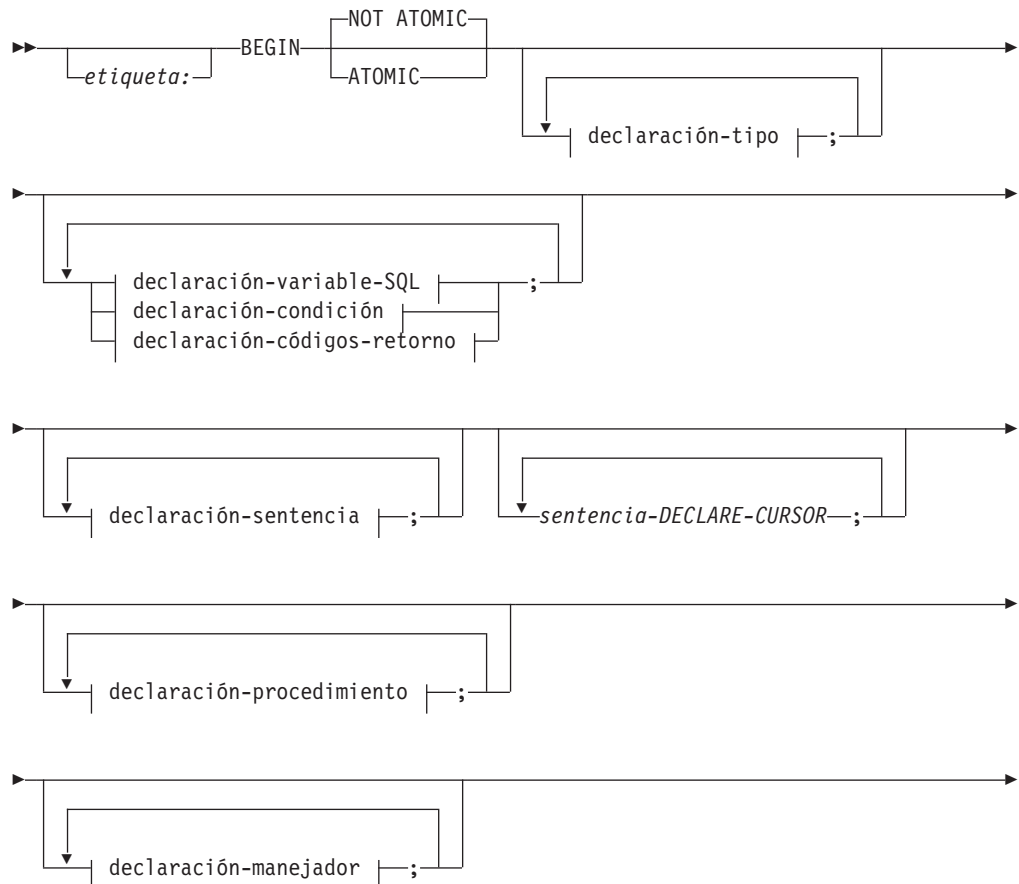 NOT ATOMIC
etiqueta: BEGIN
ATOMIC
declaración-tipo ;
declaración-variable-SQL ;
declaración-condición
declaración-códigos-retorno
declaración-sentencia ; sentencia-DECLARE-CURSOR ;
declaración-procedimiento ;
declaración-manejador ;